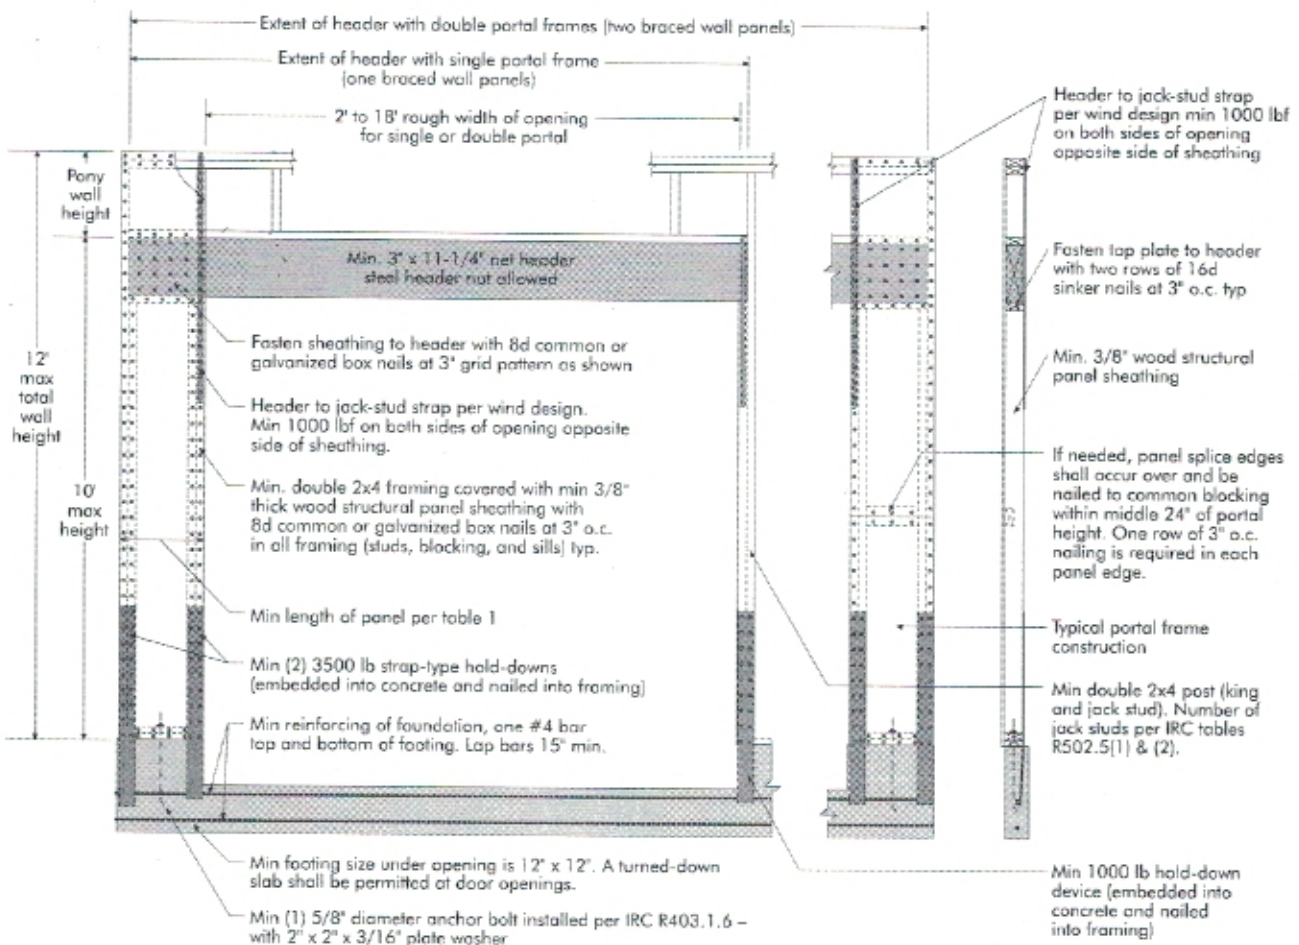 Extent of header with double portal frames (two braced wall panels)
Extent of header with single portal frame
(one braced wall panels)
2' to 18' rough width of opening
for single or double portal
Pony
wall
height
12'
max
total
wall
height
10'
max
height
Min. 3" x 11-1/4" net header
steel header not allowed
Fasten sheathing to header with 8d common or
galvanized box nails at 3" grid pattern as shown
Header to jack-stud strap per wind design.
Min 1000 lbf on both sides of opening opposite
side of sheathing.
Min. double 2x4 framing covered with min 3/8"
thick wood structural panel sheathing with
8d common or galvanized box nails at 3" o.c.
in all framing (studs, blocking, and sills) typ.
Min length of panel per table 1
Min (2) 3500 lb strap-type hold-downs
(embedded into concrete and nailed into framing)
Min reinforcing of foundation, one #4 bar
top and bottom of footing. Lap bars 15" min.
Min footing size under opening is 12" x 12". A turned-down
slab shall be permitted at door openings.
Min (1) 5/8" diameter anchor bolt installed per IRC R403.1.6 –
with 2" x 2" x 3/16" plate washer
Header to jack-stud strap
per wind design min 1000 lbf
on both sides of opening
opposite side of sheathing
Fasten top plate to header
with two rows of 16d
sinker nails at 3" o.c. typ
Min. 3/8" wood structural
panel sheathing
If needed, panel splice edges
shall occur over and be
nailed to common blocking
within middle 24" of portal
height. One row of 3" o.c.
nailing is required in each
panel edge.
Typical portal frame
construction
Min double 2x4 post (king
and jack stud). Number of
jack studs per IRC tables
R502.5(1) & (2).
Min 1000 lb hold-down
device (embedded into
concrete and nailed
into framing)